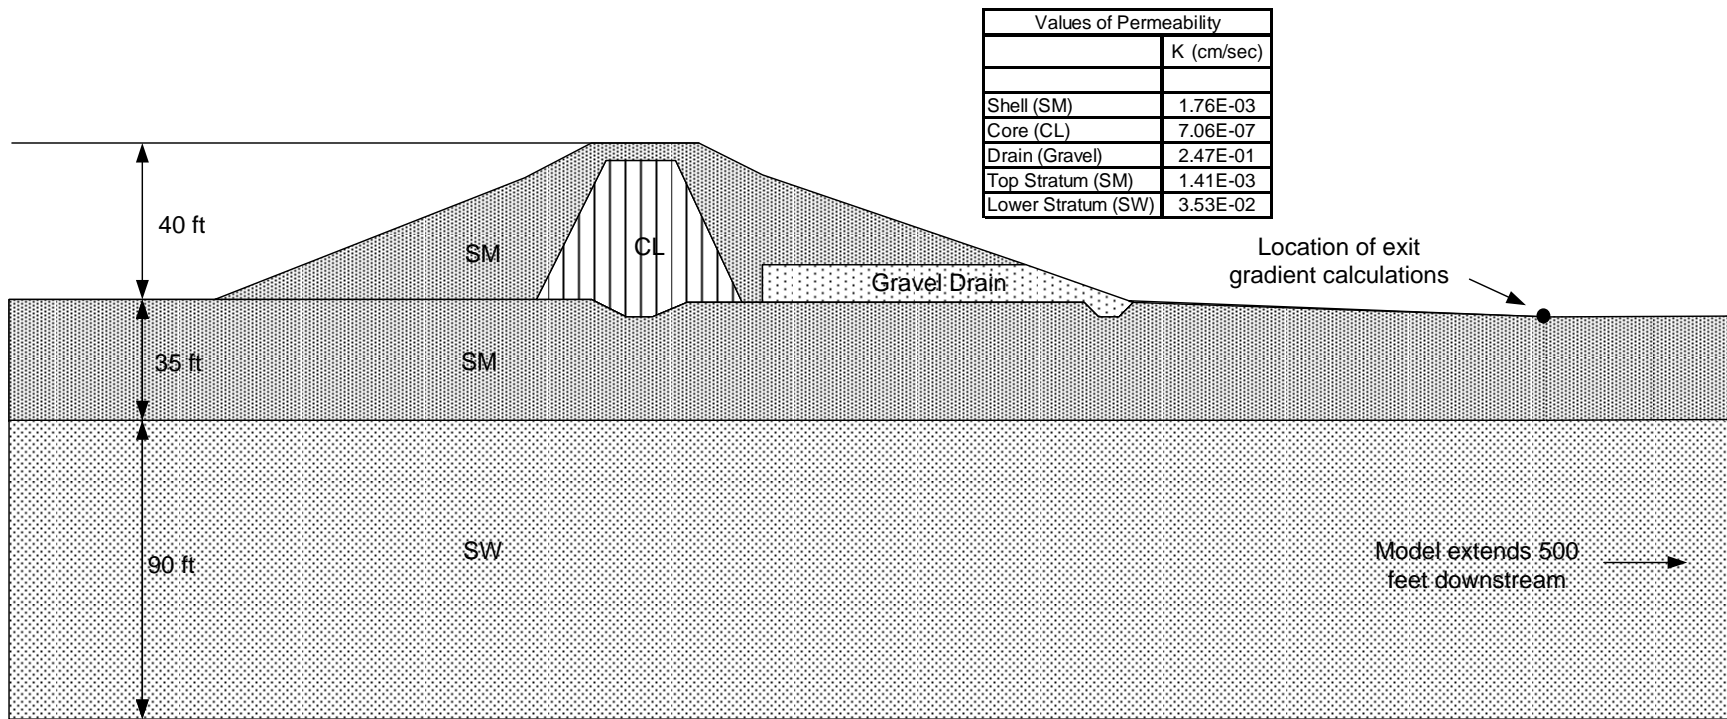 Values of Permeability
K (cm/sec)
Shell (SM) 1.76E-03
Core (CL) 7.06E-07
Drain (Gravel) 2.47E-01
Top Stratum (SM) 1.41E-03
Lower Stratum (SW) 3.53E-02
40 ft
SM
CL
Gravel Drain
Location of exit
gradient calculations
35 ft
SM
90 ft
SW
Model extends 500
feet downstream